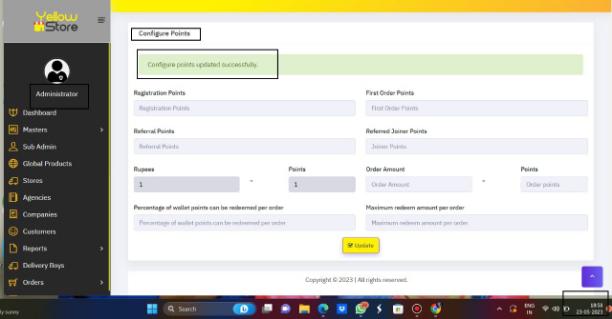 Yellow
Store
Configure Points
Configure points updated successfully.
Administrator
Dashboard
Masters
Sub Admin
Global Products
Stores
Agencies
Companies
Customers
Reports
Delivery Boys
Orders
Registration Points
First Order Points
Registration Points
First Order Points
Referral Points
Referred Joiner Points
Referral Points
Joiner Points
Rupees
Points
Order Amount
Points
1
-
1
Order Amount
-
Order points
Percentage of wallet points can be redeemed per order
Maximum redeem amount per order
Percentage of wallet points can be redeemed per order
Maximum redeem amount per order
Update
Copyright © 2023 | All rights reserved.
sunny
Search
ENG
IN
23-05-2023